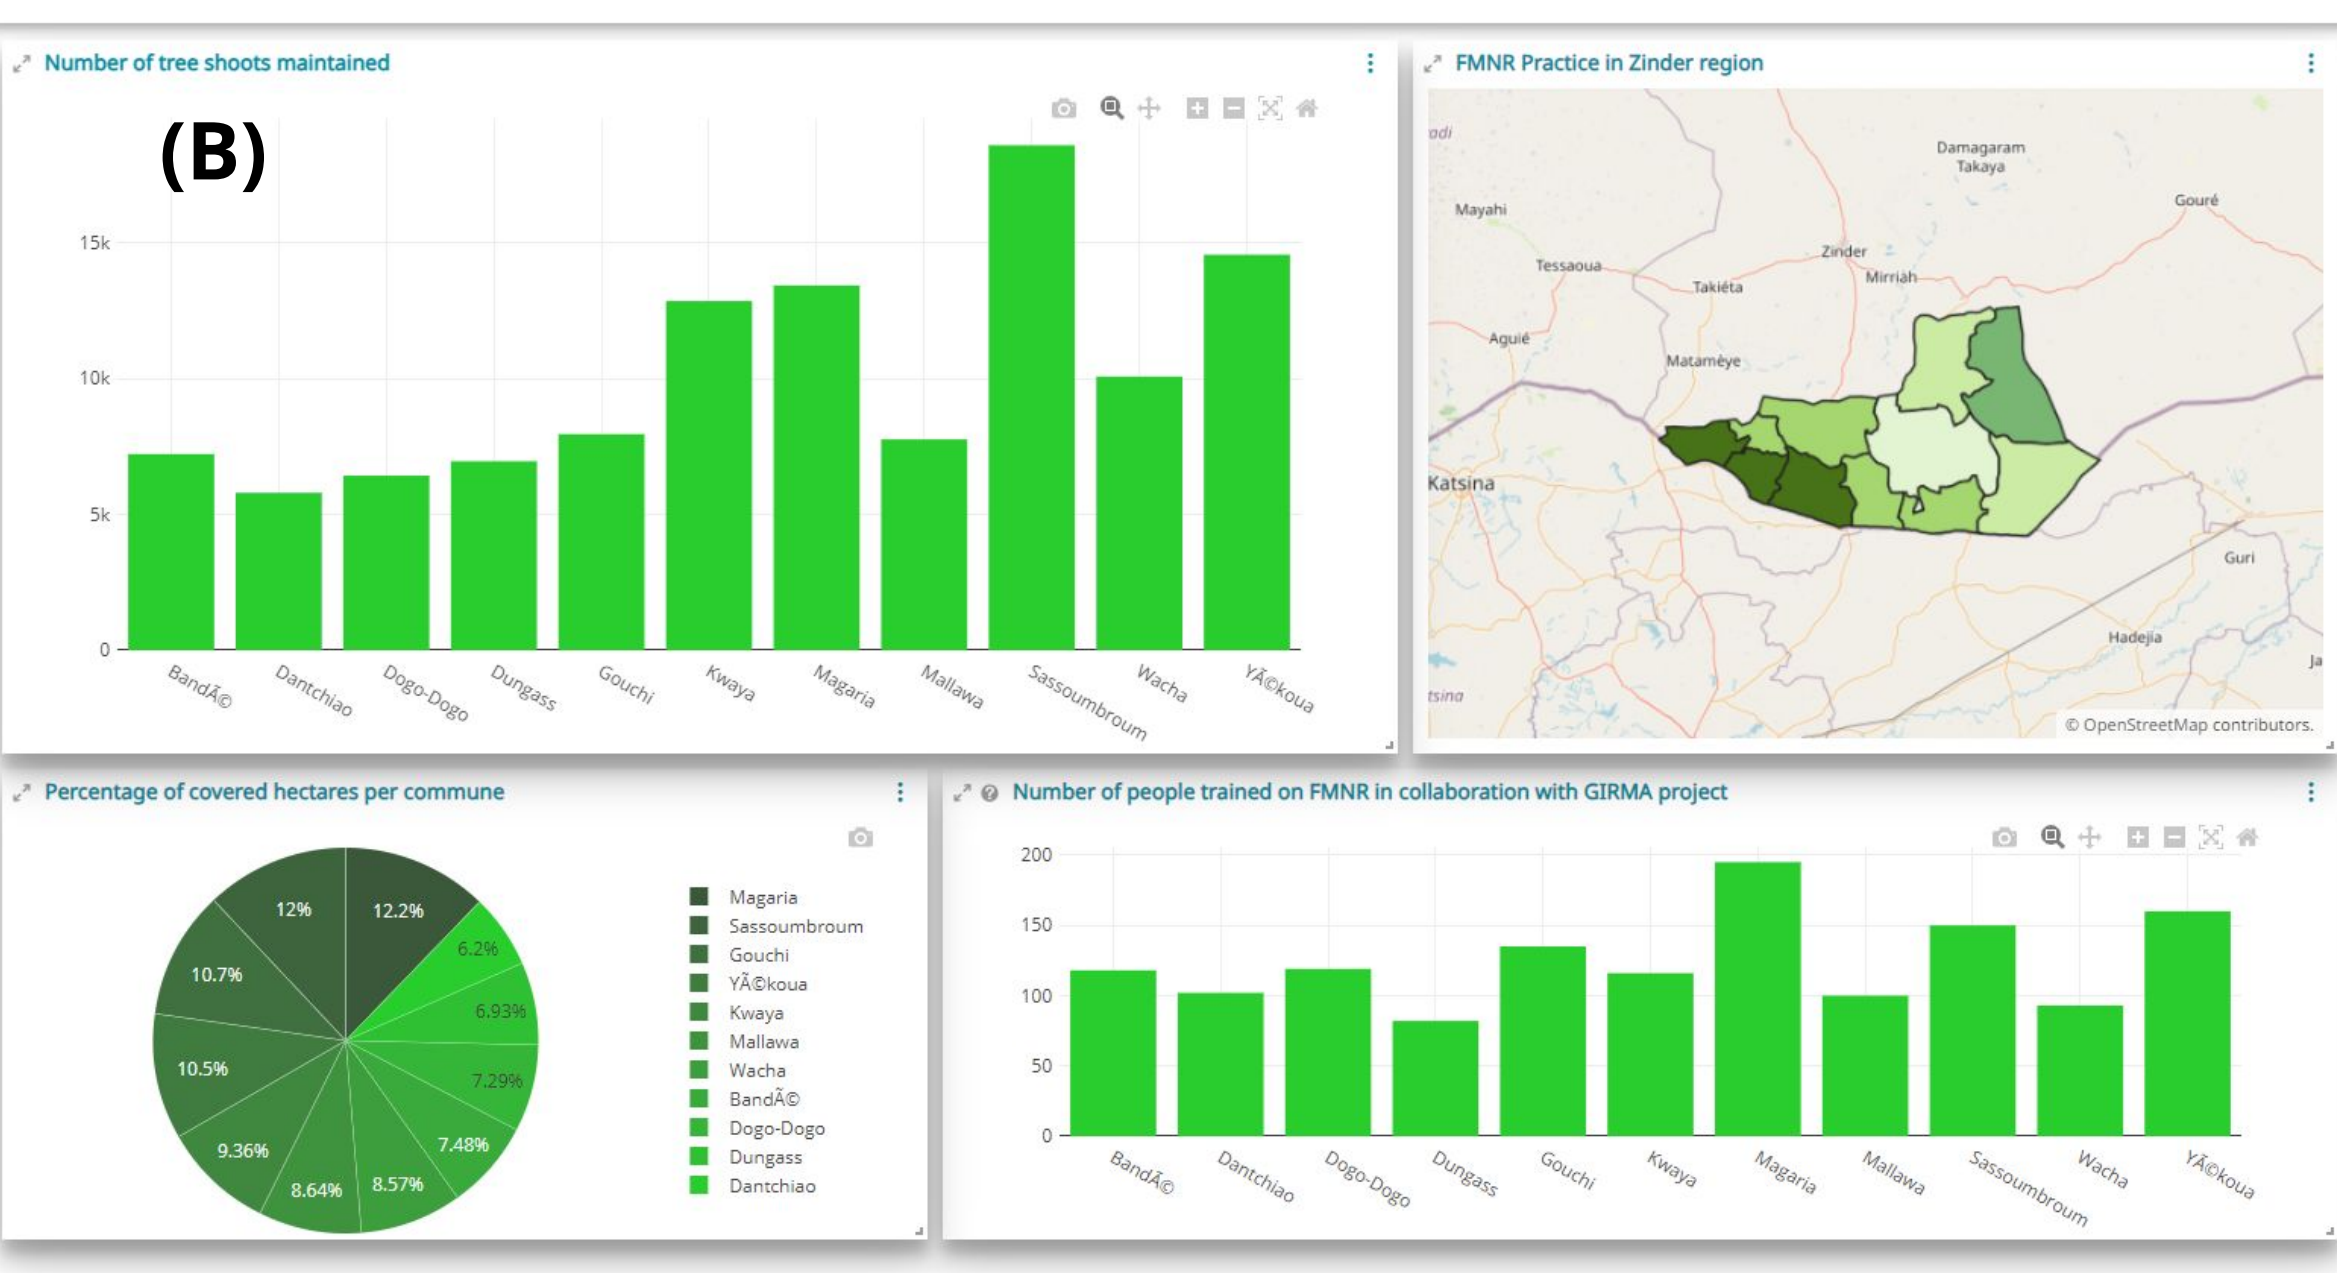 Number of tree shoots maintained
(B)
15k
10k
5k
0
BandÃ©
Dantchiao
Dogo-Dogo
Dungass
Gouchi
Kwaya
Magaria
Mallawa
Sassoumbroum
Wacha
YÃ©koua
FMNR Practice in Zinder region
adi
Damagaram
Takaya
Mayahi
Gouré
Zinder
Tessaoua
Mirriah
Takiéta
Aguié
Matamèye
Katsina
Guri
Hadejia
Ja
tsina
© OpenStreetMap contributors.
Percentage of covered hectares per commune
12%
12.2%
6.2%
10.7%
6.93%
10.5%
7.29%
9.36%
7.48%
8.64%
8.57%
Magaria
Sassoumbroum
Gouchi
YÃ©koua
Kwaya
Mallawa
Wacha
BandÃ©
Dogo-Dogo
Dungass
Dantchiao
Number of people trained on FMNR in collaboration with GIRMA project
200
150
100
50
0
BandÃ©
Dantchiao
Dogo-Dogo
Dungass
Gouchi
Kwaya
Magaria
Mallawa
Sassoumbroum
Wacha
YÃ©koua